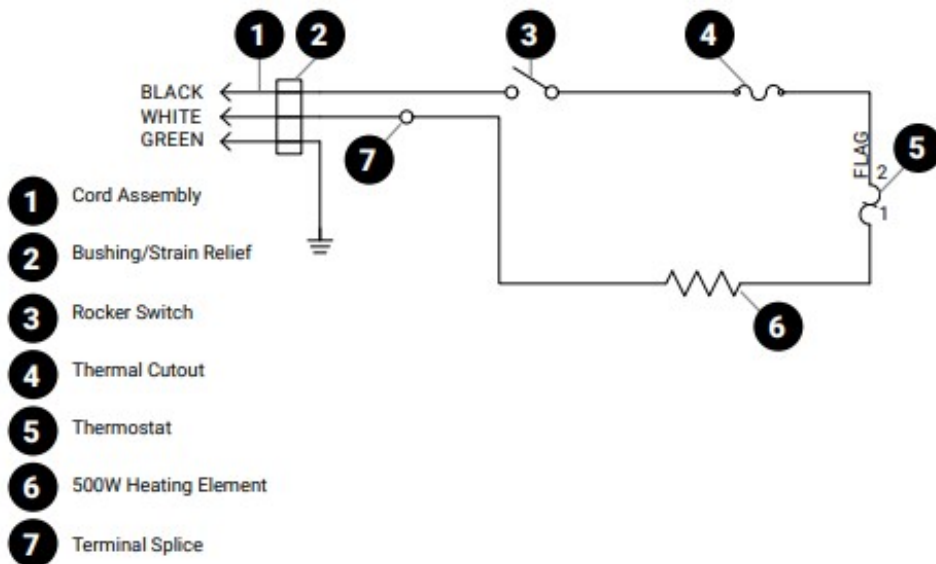 1
2
3
4
BLACK
WHITE
GREEN
7
FLAG
2
1
5
6
1 Cord Assembly
2 Bushing/Strain Relief
3 Rocker Switch
4 Thermal Cutout
5 Thermostat
6 500W Heating Element
7 Terminal Splice